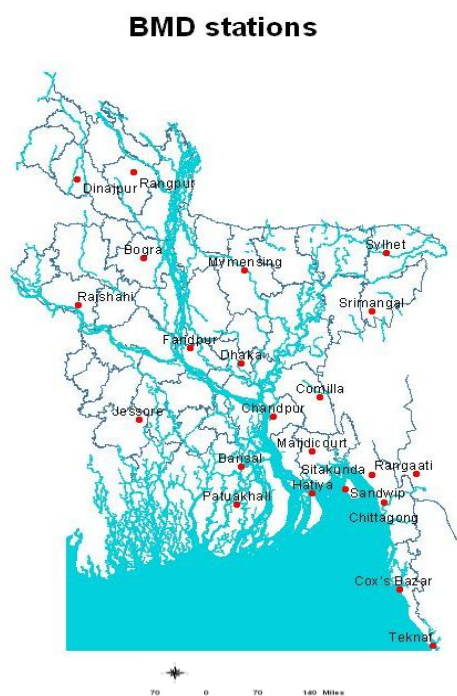 BMD stations
Dinajpur
Rangpur
Bogra
Mymensing
Sylhet
Rajshahi
Srimangal
Faridpur
Dhaka
Comilla
Jessore
Chandpur
Maijdicourt
Barisal
Sitakunda
Rangaati
Hatiya
Sandwip
Patuakhali
Chittagong
Cox's Bazar
Teknaf
70 0 70 140 Miles